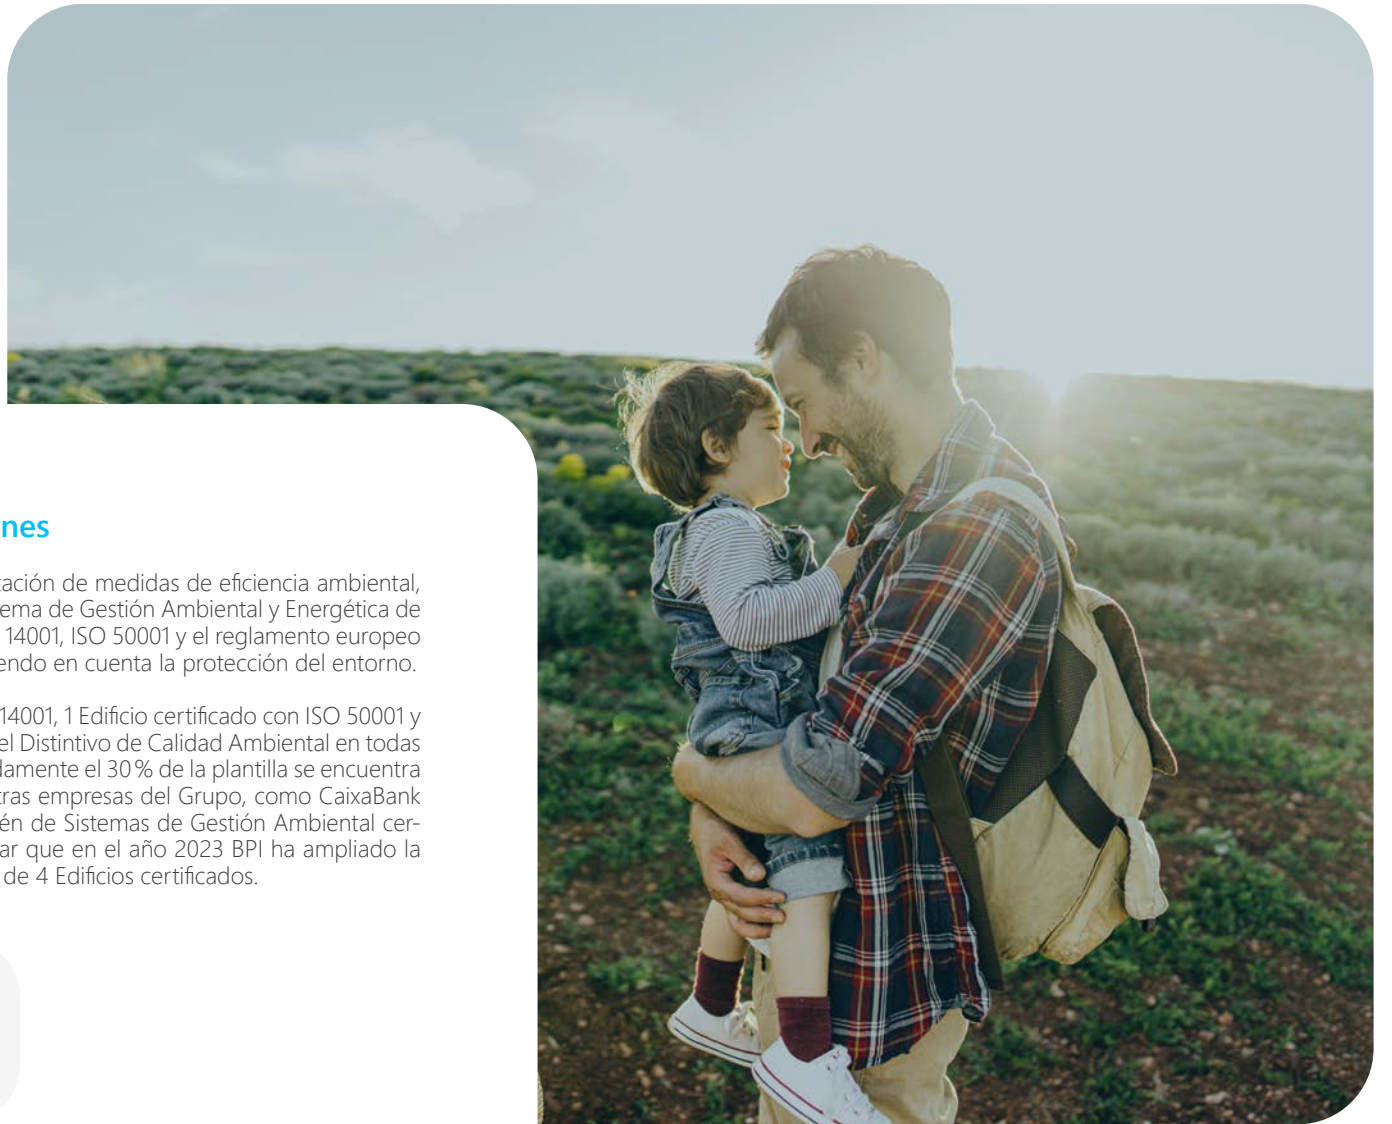 nes
ación de medidas de eficiencia ambiental,
ema de Gestión Ambiental y Energética de
14001, ISO 50001 y el reglamento europeo
endo en cuenta la protección del entorno.
14001, 1 Edificio certificado con ISO 50001 y
el Distintivo de Calidad Ambiental en todas
damente el 30% de la plantilla se encuentra
tras empresas del Grupo, como CaixaBank
én de Sistemas de Gestión Ambiental cer-
ar que en el año 2023 BPI ha ampliado la
de 4 Edificios certificados.